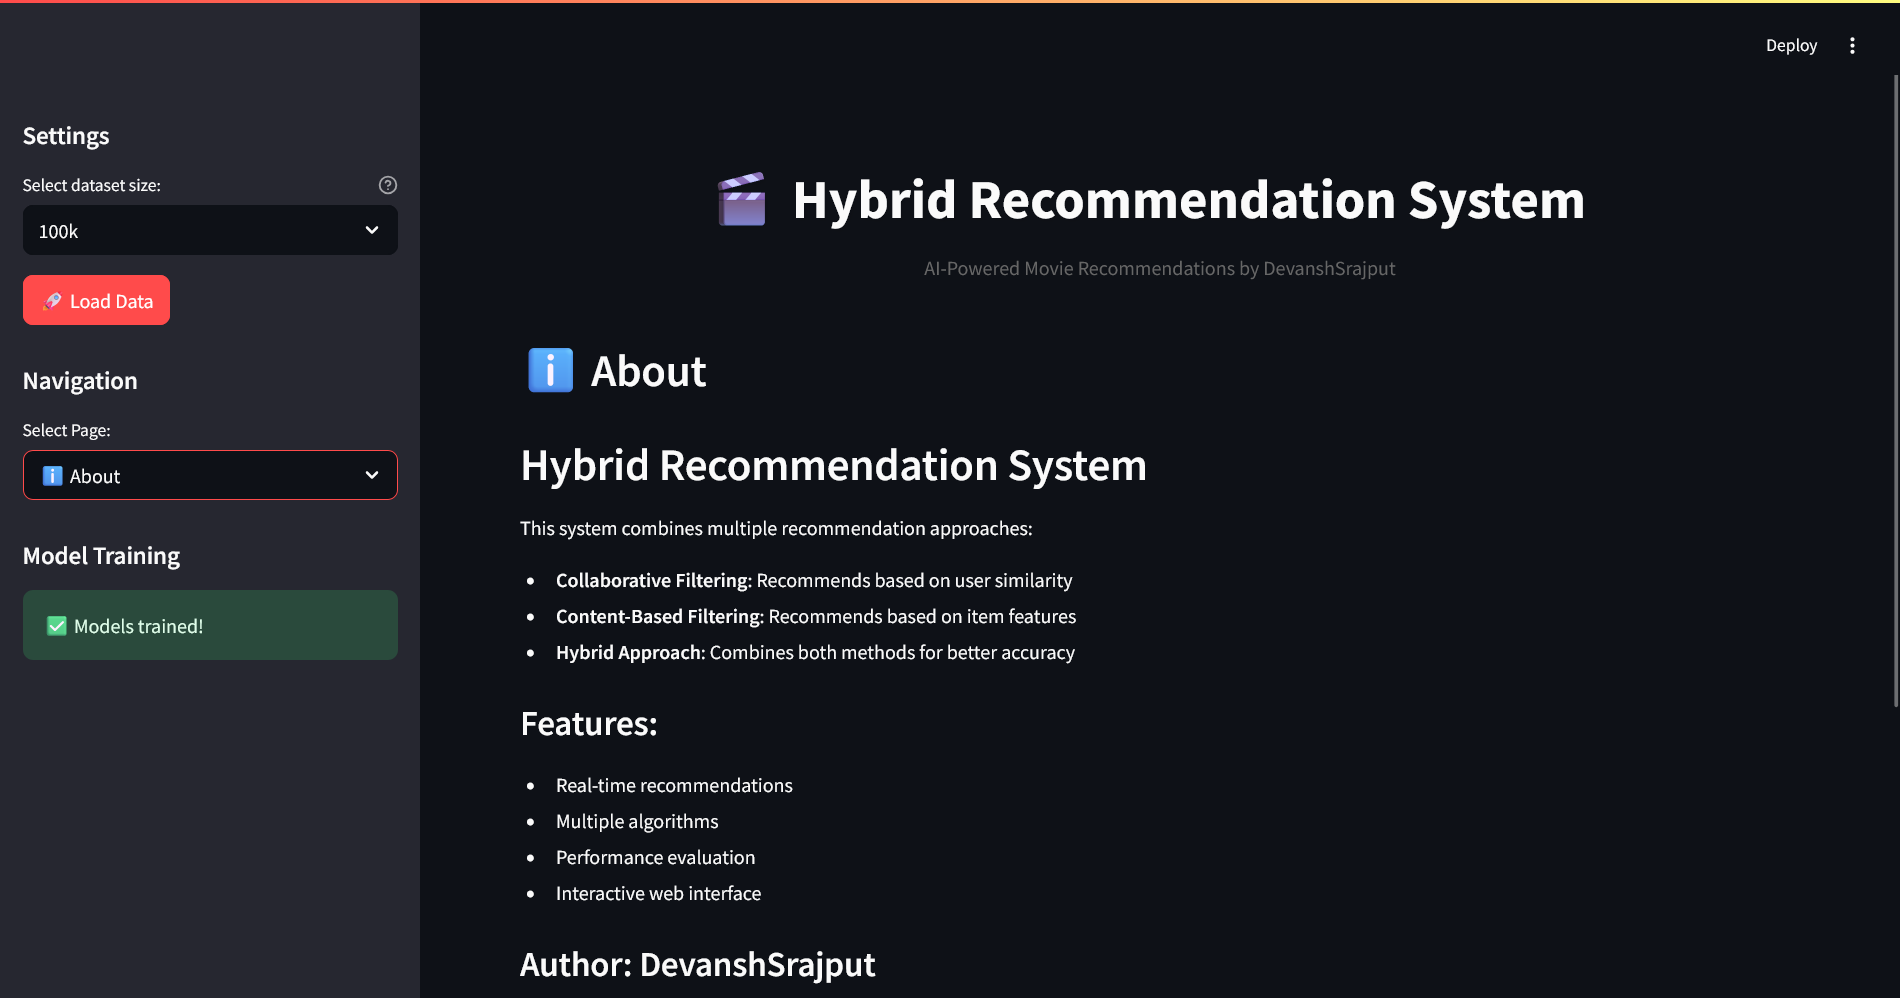 Deploy
Settings
Select dataset size:
100k
🚀 Load Data
Navigation
Select Page:
ℹ️ About
Model Training
✅ Models trained!
🎬 Hybrid Recommendation System
AI-Powered Movie Recommendations by DevanshSrajput
ℹ️ About
Hybrid Recommendation System
This system combines multiple recommendation approaches:
• Collaborative Filtering: Recommends based on user similarity
• Content-Based Filtering: Recommends based on item features
• Hybrid Approach: Combines both methods for better accuracy
Features:
• Real-time recommendations
• Multiple algorithms
• Performance evaluation
• Interactive web interface
Author: DevanshSrajput